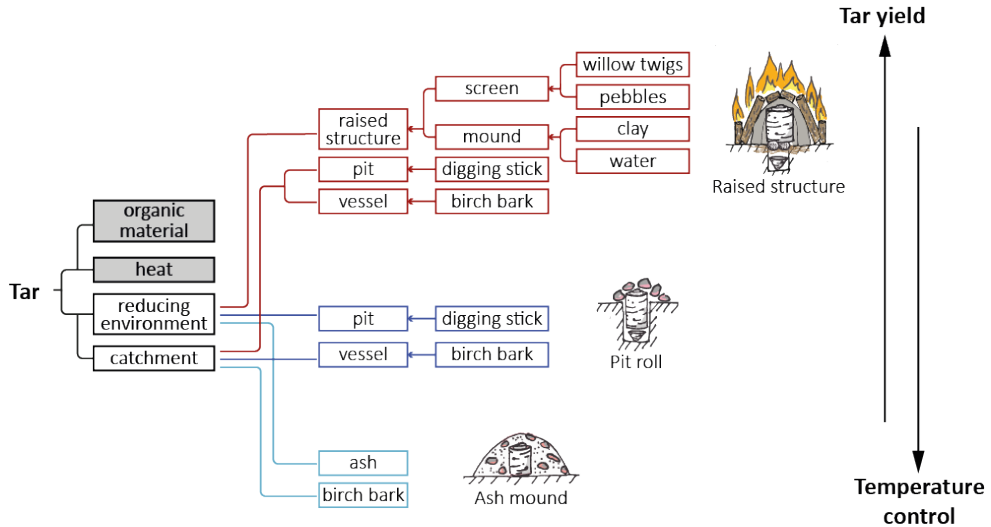 Tar yield
willow twigs
screen
pebbles
raised
structure
mound
clay
water
pit
digging stick
Raised structure
vessel
birch bark
organic
material
heat
Tar
reducing
environment
pit
digging stick
catchment
vessel
birch bark
Pit roll
ash
birch bark
Ash mound
Temperature
control